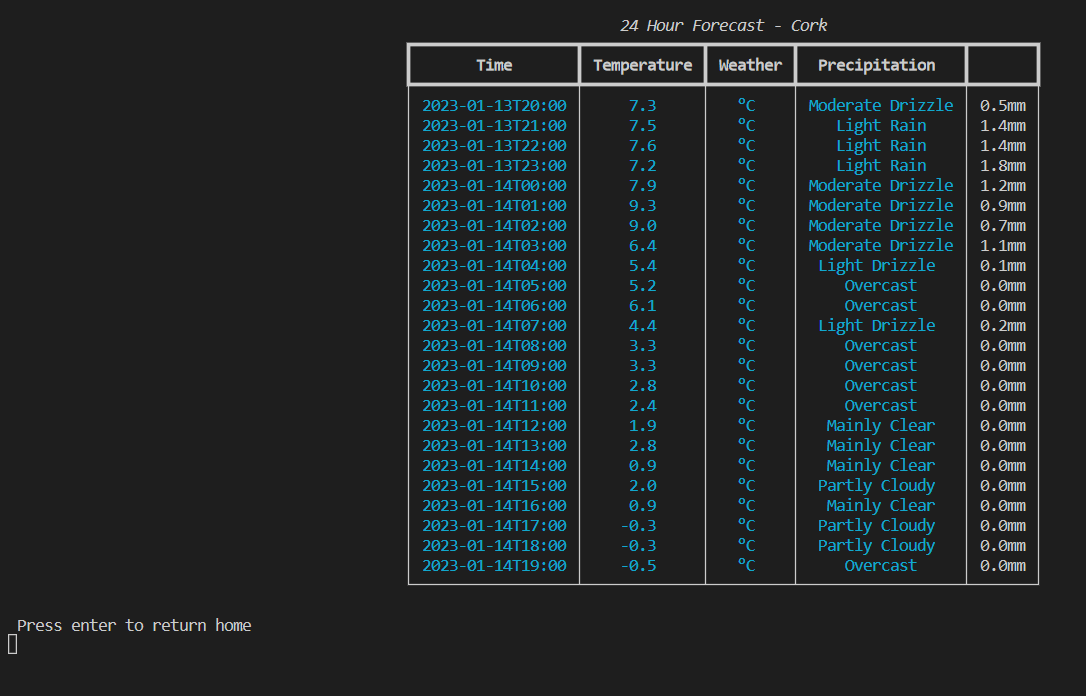 24 Hour Forecast - Cork
Time Temperature Weather Precipitation
2023-01-13T20:00 7.3 °C Moderate Drizzle 0.5mm
2023-01-13T21:00 7.5 °C Light Rain 1.4mm
2023-01-13T22:00 7.6 °C Light Rain 1.4mm
2023-01-13T23:00 7.2 °C Light Rain 1.8mm
2023-01-14T00:00 7.9 °C Moderate Drizzle 1.2mm
2023-01-14T01:00 9.3 °C Moderate Drizzle 0.9mm
2023-01-14T02:00 9.0 °C Moderate Drizzle 0.7mm
2023-01-14T03:00 6.4 °C Moderate Drizzle 1.1mm
2023-01-14T04:00 5.4 °C Light Drizzle 0.1mm
2023-01-14T05:00 5.2 °C Overcast 0.0mm
2023-01-14T06:00 6.1 °C Overcast 0.0mm
2023-01-14T07:00 4.4 °C Light Drizzle 0.2mm
2023-01-14T08:00 3.3 °C Overcast 0.0mm
2023-01-14T09:00 3.3 °C Overcast 0.0mm
2023-01-14T10:00 2.8 °C Overcast 0.0mm
2023-01-14T11:00 2.4 °C Overcast 0.0mm
2023-01-14T12:00 1.9 °C Mainly Clear 0.0mm
2023-01-14T13:00 2.8 °C Mainly Clear 0.0mm
2023-01-14T14:00 0.9 °C Mainly Clear 0.0mm
2023-01-14T15:00 2.0 °C Partly Cloudy 0.0mm
2023-01-14T16:00 0.9 °C Mainly Clear 0.0mm
2023-01-14T17:00 -0.3 °C Partly Cloudy 0.0mm
2023-01-14T18:00 -0.3 °C Partly Cloudy 0.0mm
2023-01-14T19:00 -0.5 °C Overcast 0.0mm
Press enter to return home